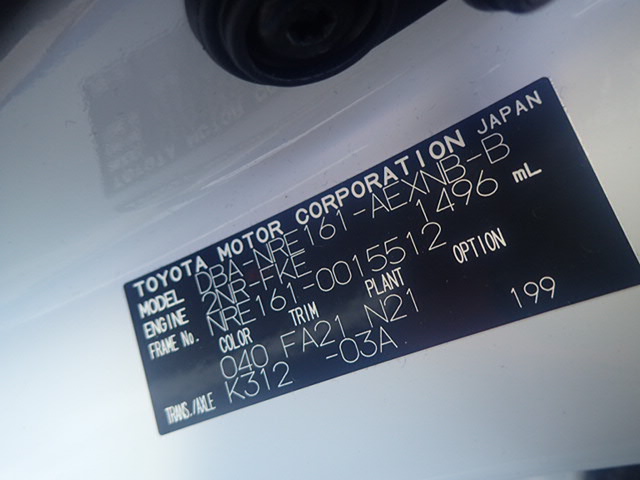 TOYOTA MOTOR CORPORATION JAPAN
MODEL DBA-NRE161-AEXNB-B
ENGINE 2NR-FKE 1496 mL
FRAME No. NRE161-0015512
COLOR TRIM PLANT OPTION
040 FA21 N21 199
TRANS./AXLE K312 -03A